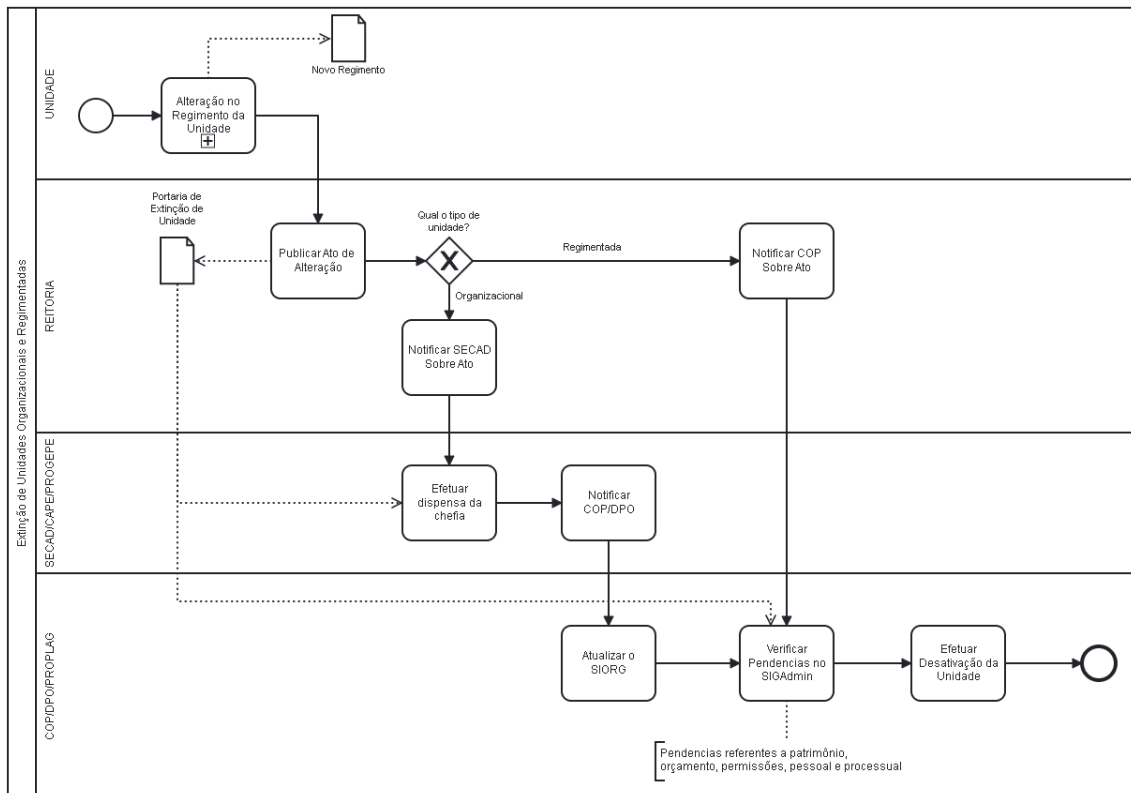 Extinção de Unidades Organizacionais e Regimentadas
UNIDADE
Novo Regimento
Alteração no
Regimento da
Unidade
REITORIA
Portaria de
Extinção de
Unidade
Publicar Ato de
Alteração
Qual o tipo de
unidade?
Regimentada
Notificar COP
Sobre Ato
Organizacional
Notificar SECAD
Sobre Ato
SECAD/CAPE/PROGEPE
Efetuar
dispensa da
chefia
Notificar
COP/DPO
COP/DPO/PROPLAG
Atualizar o
SIORG
Verificar
Pendencias no
SIGAdmin
Efetuar
Desativação da
Unidade
Pendencias referentes a patrimônio,
orçamento, permissões, pessoal e processual